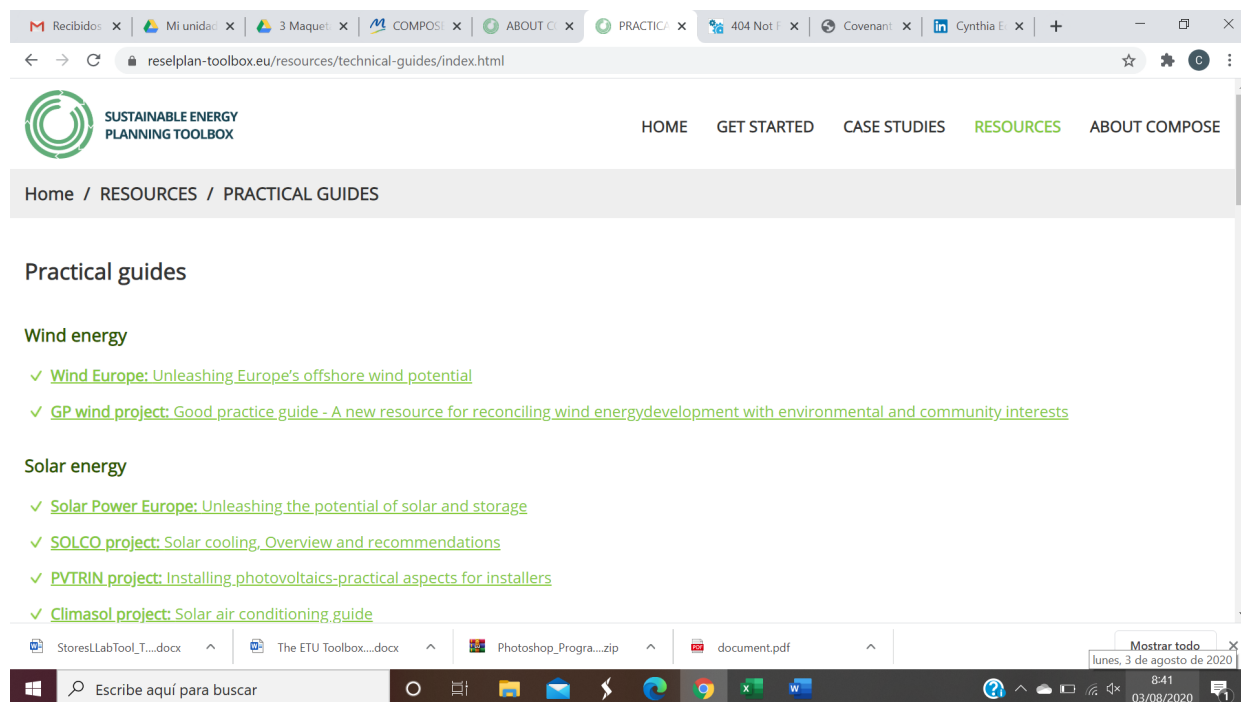 Recibidos
Mi unidad
3 Maqueta
COMPOSE
ABOUT CO
PRACTICA
404 Not F
Covenant
Cynthia E
reselplan-toolbox.eu/resources/technical-guides/index.html
C
SUSTAINABLE ENERGY
PLANNING TOOLBOX
HOME GET STARTED CASE STUDIES RESOURCES ABOUT COMPOSE
Home / RESOURCES / PRACTICAL GUIDES
Practical guides
Wind energy
Wind Europe: Unleashing Europe's offshore wind potential
GP wind project: Good practice guide - A new resource for reconciling wind energydevelopment with environmental and community interests
Solar energy
Solar Power Europe: Unleashing the potential of solar and storage
SOLCO project: Solar cooling, Overview and recommendations
PVTRIN project: Installing photovoltaics-practical aspects for installers
Climasol project: Solar air conditioning guide
StoresLLabTool_T....docx
The ETU Toolbox....docx
Photoshop_Progra....zip
document.pdf
Mostrar todo
lunes, 3 de agosto de 2020
Escribe aquí para buscar
8:41
03/08/2020
1